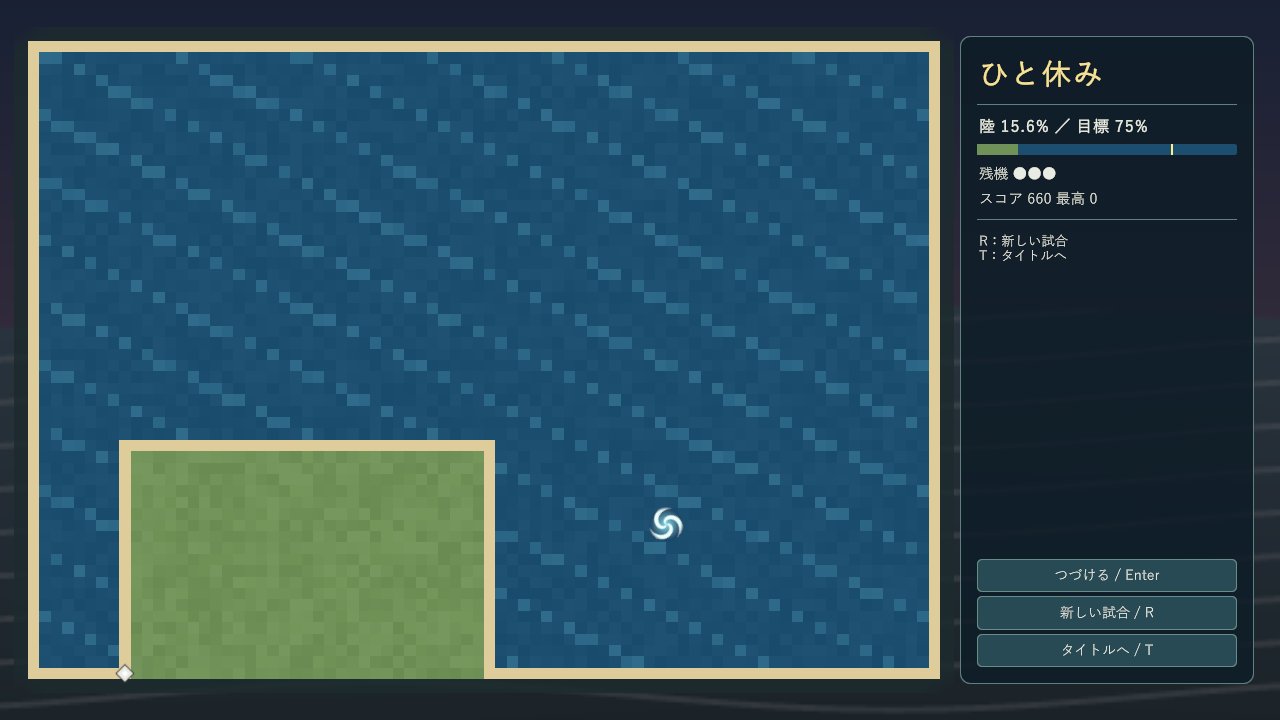 ひと休み
陸 15.6% ／ 目標 75%
残機 ●●●
スコア 660 最高 0
R：新しい試合
T：タイトルへ
つづける / Enter
新しい試合 / R
タイトルへ / T